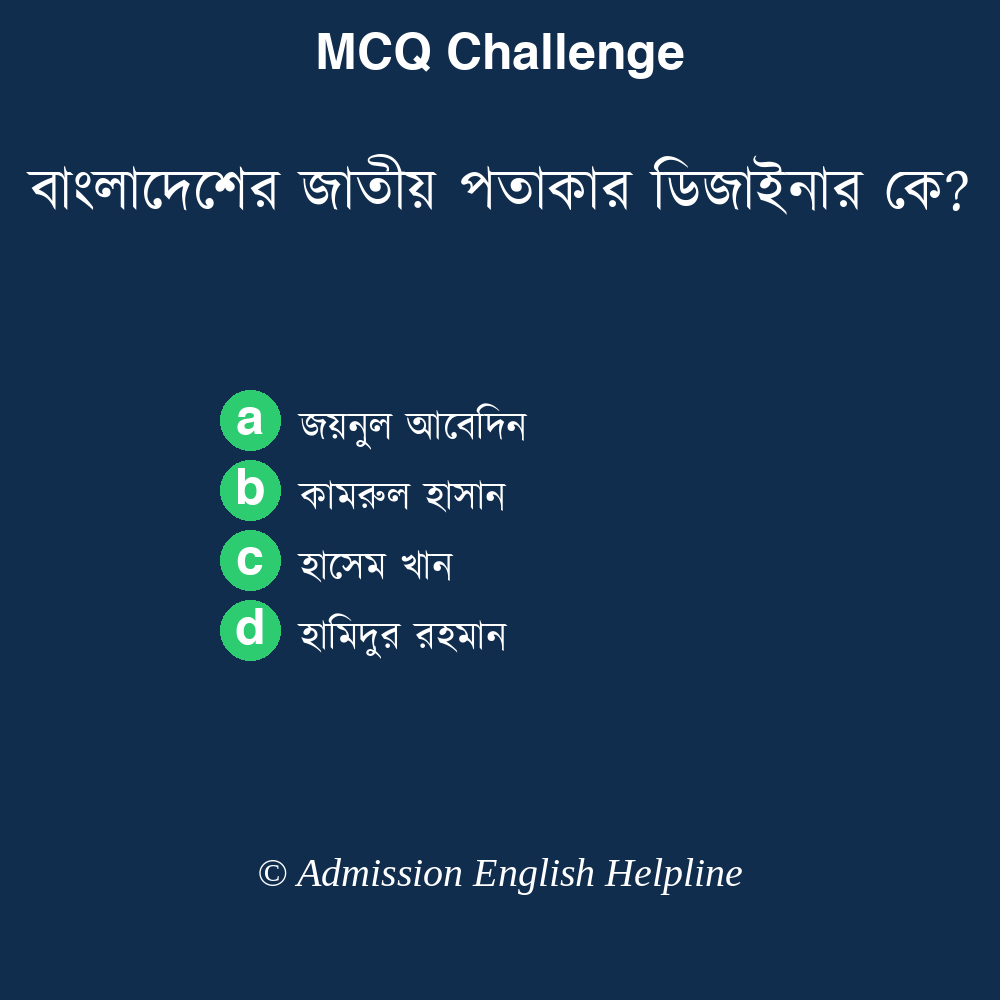 MCQ Challenge
বাংলাদেশের জাতীয় পতাকার ডিজাইনার কে?
a জয়নুল আবেদিন
b কামরুল হাসান
c হাসেম খান
d হামিদুর রহমান
© Admission English Helpline